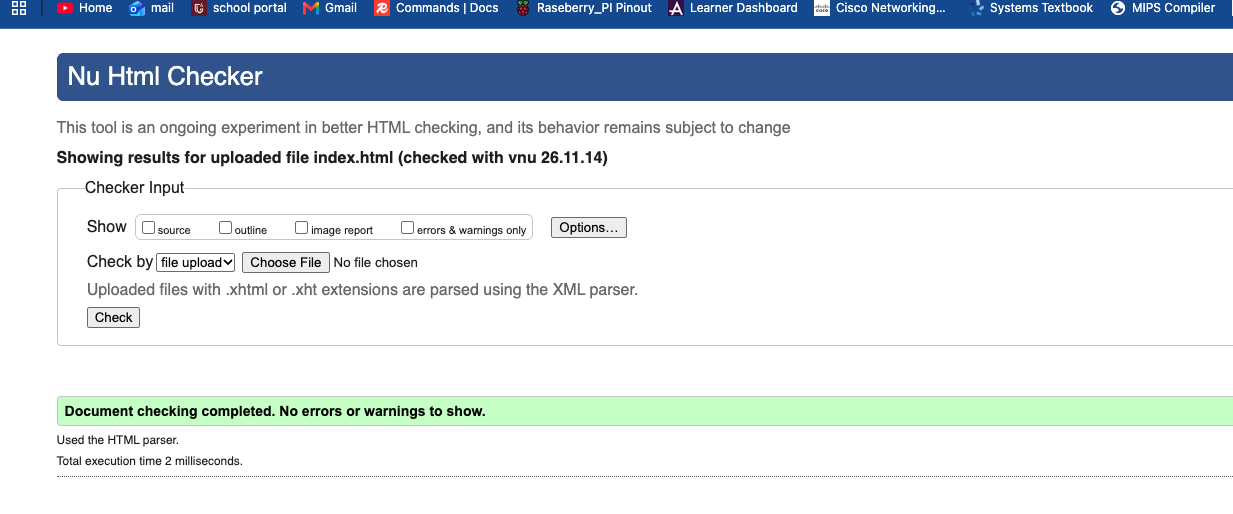 Home mail school portal Gmail Commands | Docs Raseberry_PI Pinout Learner Dashboard Cisco Networking... Systems Textbook MIPS Compiler
Nu Html Checker
This tool is an ongoing experiment in better HTML checking, and its behavior remains subject to change
Showing results for uploaded file index.html (checked with vnu 26.11.14)
Checker Input
Show source outline image report errors & warnings only Options...
Check by file upload Choose File No file chosen
Uploaded files with .xhtml or .xht extensions are parsed using the XML parser.
Check
Document checking completed. No errors or warnings to show.
Used the HTML parser.
Total execution time 2 milliseconds.